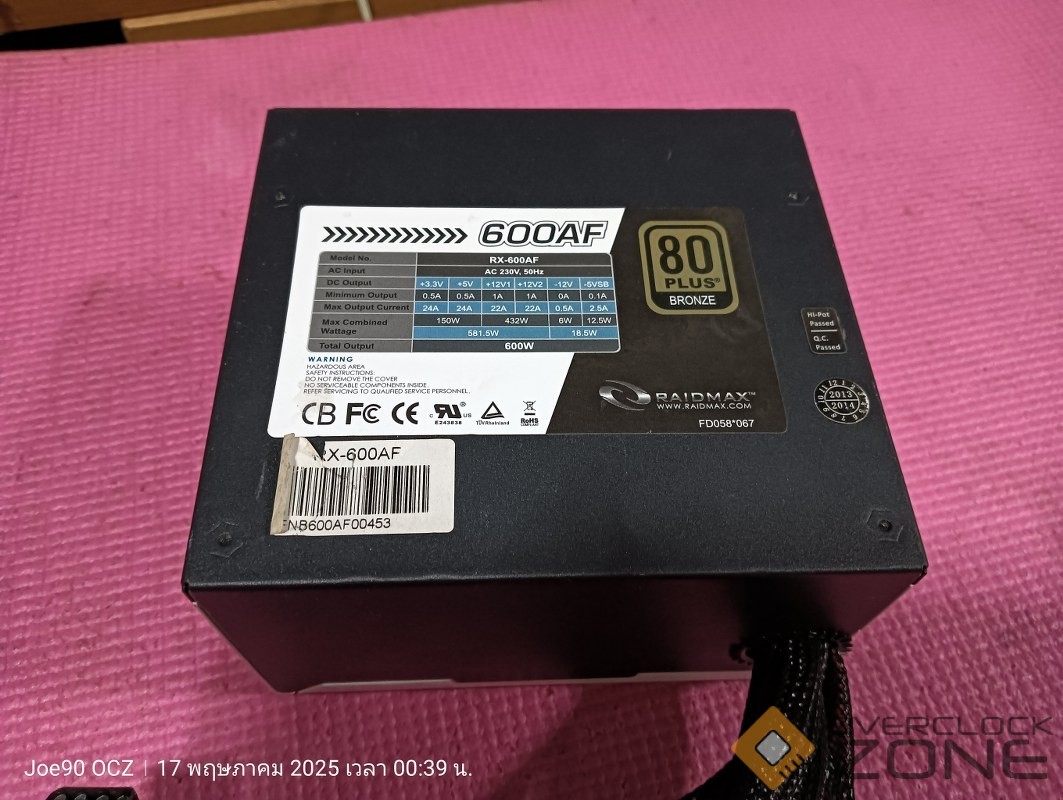 600AF
Model No. RX-600AF
AC Input AC 230V, 50Hz
DC Output +3.3V +5V +12V1 +12V2 -12V -5VSB
Minimum Output 0.5A 0.5A 1A 1A 0A 0.1A
Max Output Current 24A 24A 22A 22A 0.5A 2.5A
Max Combined Wattage 150W 432W 6W 12.5W
581.5W 18.5W
Total Output 600W
WARNING
HAZARDOUS AREA
SAFETY INSTRUCTIONS:
DO NOT REMOVE THE COVER
NO SERVICEABLE COMPONENTS INSIDE
REFER SERVICING TO QUALIFIED SERVICE PERSONNEL.
CB FC CE c RU US
E243938
TÜVRheinland
RoHS
80
PLUS®
BRONZE
RAIDMAX™
WWW.RAIDMAX.COM
FD058*067
Hi-Pot
Passed
Q.C.
Passed
2013
2014
RX-600AF
NB600AF00453
OVERCLOCK
ZONE
Joe90 OCZ | 17 พฤษภาคม 2025 เวลา 00:39 น.